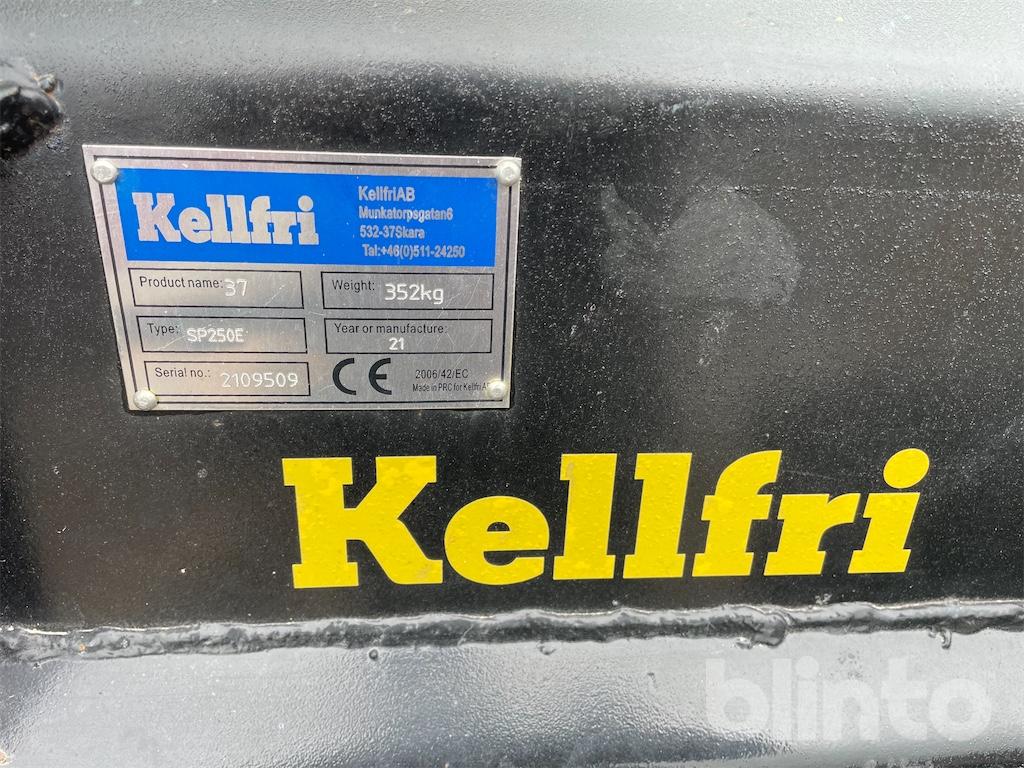 Kellfri
KellfriAB
Munkatorpsgatan6
532-37Skara
Tal:+46(0)511-24250
Product name: 37
Weight: 352kg
Type: SP250E
Year or manufacture: 21
Serial no.: 2109509
CE
2006/42/EC
Made in PRC for Kellfri AB
Kellfri
blinto